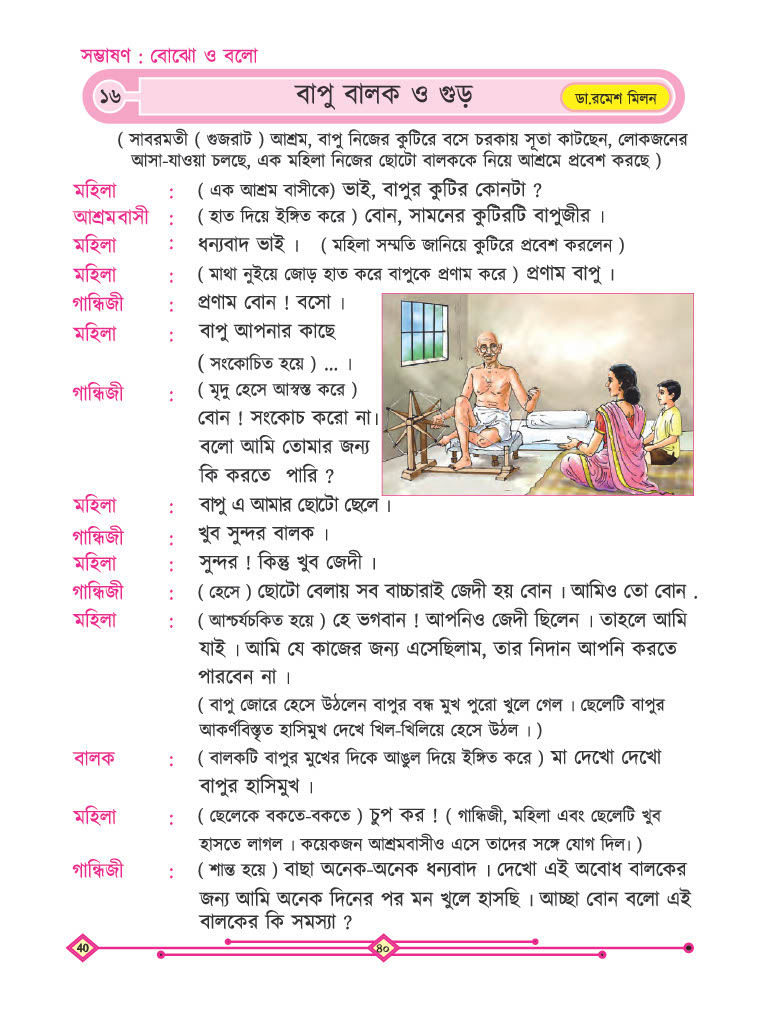 সম্ভাষণ : বোঝো ও বলো
১৬ বাপু বালক ও গুড় ডা.রমেশ মিলন
( সাবরমতী ( গুজরাট ) আশ্রম, বাপু নিজের কুটিরে বসে চরকায় সূতা কাটছেন, লোকজনের
আসা-যাওয়া চলছে, এক মহিলা নিজের ছোটো বালককে নিয়ে আশ্রমে প্রবেশ করছে )
মহিলা : ( এক আশ্রম বাসীকে) ভাই, বাপুর কুটির কোনটা ?
আশ্রমবাসী : ( হাত দিয়ে ইঙ্গিত করে ) বোন, সামনের কুটিরটি বাপুজীর ।
মহিলা : ধন্যবাদ ভাই । ( মহিলা সম্মতি জানিয়ে কুটিরে প্রবেশ করলেন )
মহিলা : ( মাথা নুইয়ে জোড় হাত করে বাপুকে প্রণাম করে ) প্রণাম বাপু ।
গান্ধিজী : প্রণাম বোন ! বসো ।
মহিলা : বাপু আপনার কাছে
( সংকোচিত হয়ে ) ... ।
গান্ধিজী : ( মৃদু হেসে আস্বস্ত করে )
বোন ! সংকোচ করো না।
বলো আমি তোমার জন্য
কি করতে পারি ?
মহিলা : বাপু এ আমার ছোটো ছেলে ।
গান্ধিজী : খুব সুন্দর বালক ।
মহিলা : সুন্দর ! কিন্তু খুব জেদী ।
গান্ধিজী : ( হেসে ) ছোটো বেলায় সব বাচ্চারাই জেদী হয় বোন । আমিও তো বোন .
মহিলা : ( আশ্চর্যচকিত হয়ে ) হে ভগবান ! আপনিও জেদী ছিলেন । তাহলে আমি
যাই । আমি যে কাজের জন্য এসেছিলাম, তার নিদান আপনি করতে
পারবেন না ।
( বাপু জোরে হেসে উঠলেন বাপুর বন্ধ মুখ পুরো খুলে গেল । ছেলেটি বাপুর
আকর্ণবিস্তৃত হাসিমুখ দেখে খিল-খিলিয়ে হেসে উঠল । )
বালক : ( বালকটি বাপুর মুখের দিকে আঙুল দিয়ে ইঙ্গিত করে ) মা দেখো দেখো
বাপুর হাসিমুখ ।
মহিলা : ( ছেলেকে বকতে-বকতে ) চুপ কর ! ( গান্ধিজী, মহিলা এবং ছেলেটি খুব
হাসতে লাগল । কয়েকজন আশ্রমবাসীও এসে তাদের সঙ্গে যোগ দিল। )
গান্ধিজী : ( শান্ত হয়ে ) বাছা অনেক-অনেক ধন্যবাদ । দেখো এই অবোধ বালকের
জন্য আমি অনেক দিনের পর মন খুলে হাসছি । আচ্ছা বোন বলো এই
বালকের কি সমস্যা ?
40 ৪০